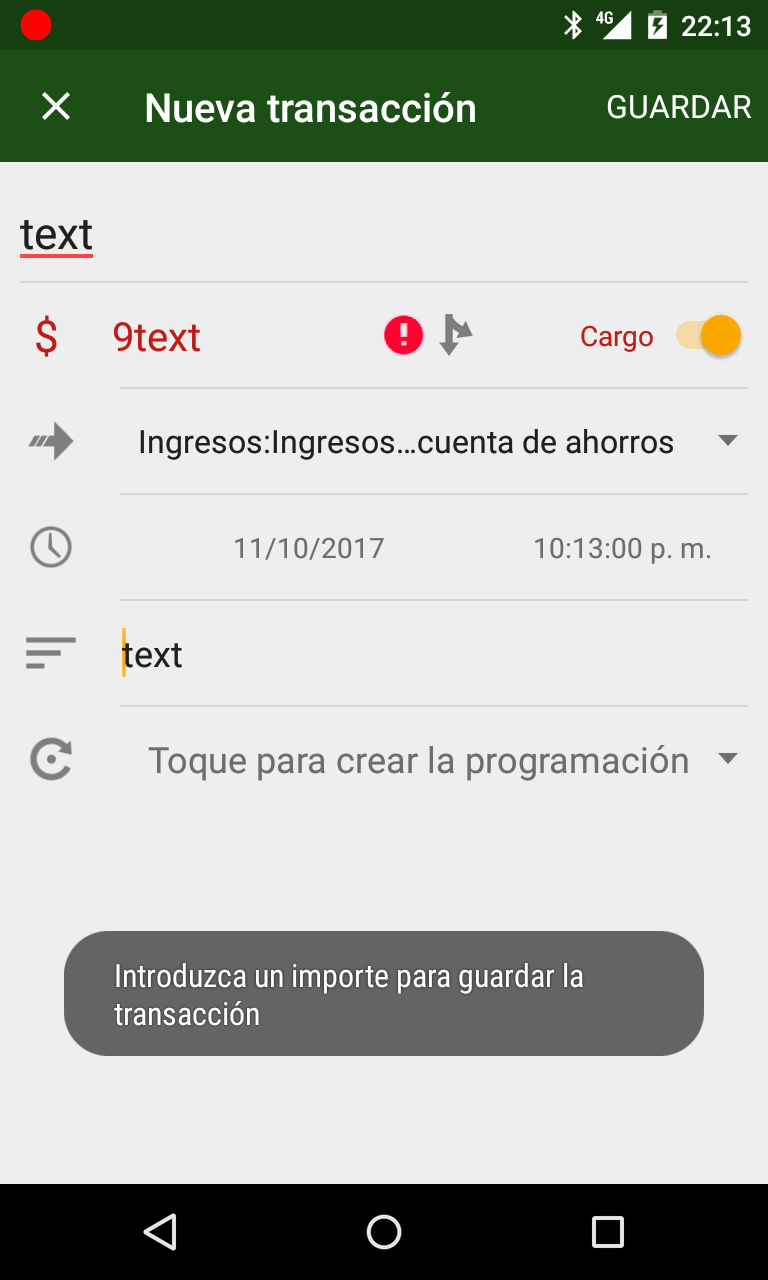 4G 22:13
Nueva transacción GUARDAR
text
$ 9text Cargo
Ingresos:Ingresos…cuenta de ahorros
11/10/2017 10:13:00 p. m.
text
Toque para crear la programación
Introduzca un importe para guardar la
transacción